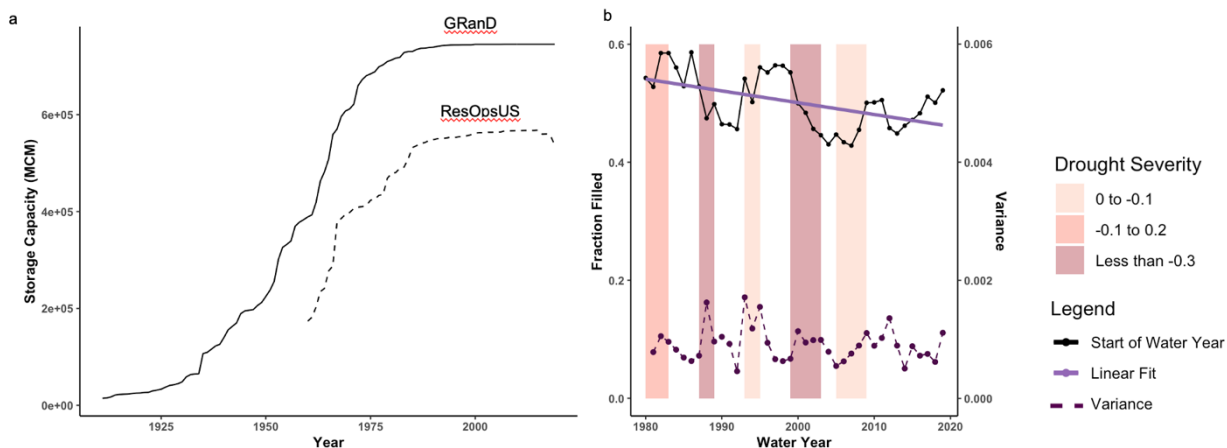 a
GRanD
ResOpsUS
Storage Capacity (MCM)
6e+05
4e+05
2e+05
0e+00
1925
1950
1975
2000
Year
b
Fraction Filled
0.6
0.4
0.2
0.0
1980
1990
2000
2010
2020
Water Year
0.006
0.004
0.002
0.000
Variance
Drought Severity
0 to -0.1
-0.1 to 0.2
Less than -0.3
Legend
Start of Water Year
Linear Fit
Variance